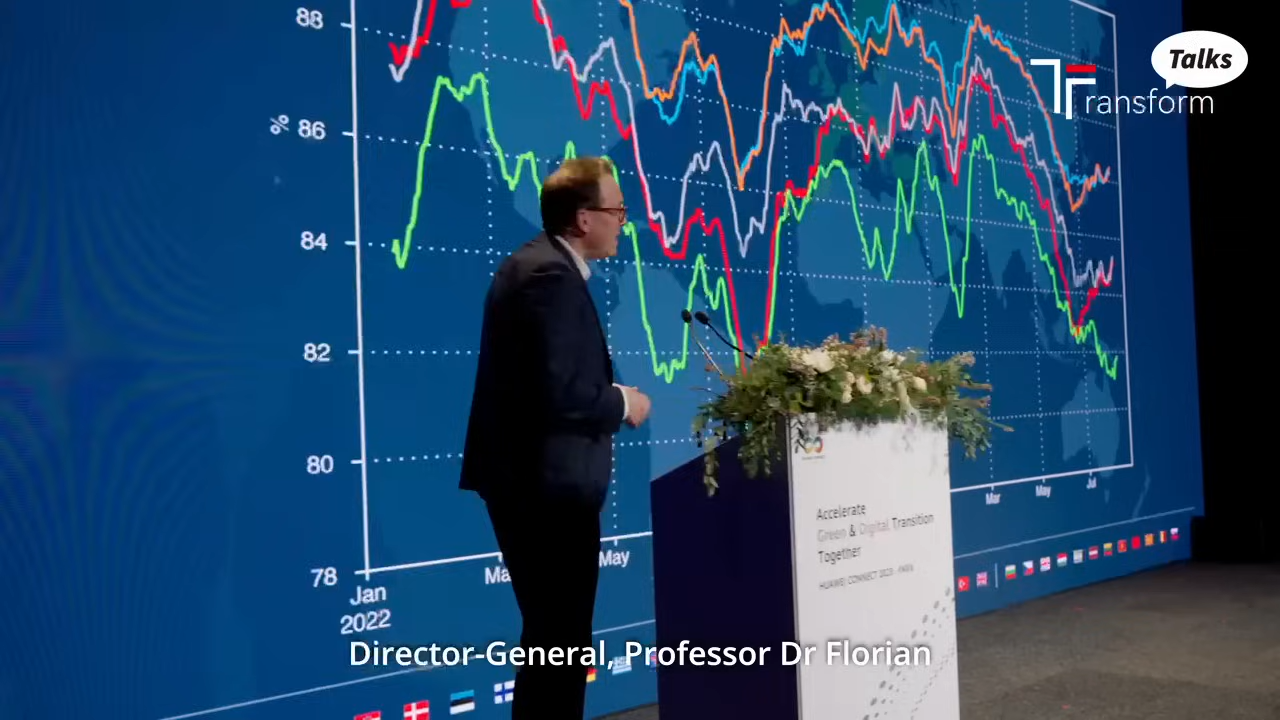 88
% 86
84
82
80
78
Jan
2022
May
Mar
May
Jul
Talks
Transform
Accelerate
Green & Digital Transition
Together
HUAWEI CONNECT 2023 - PARIS
Director-General, Professor Dr Florian